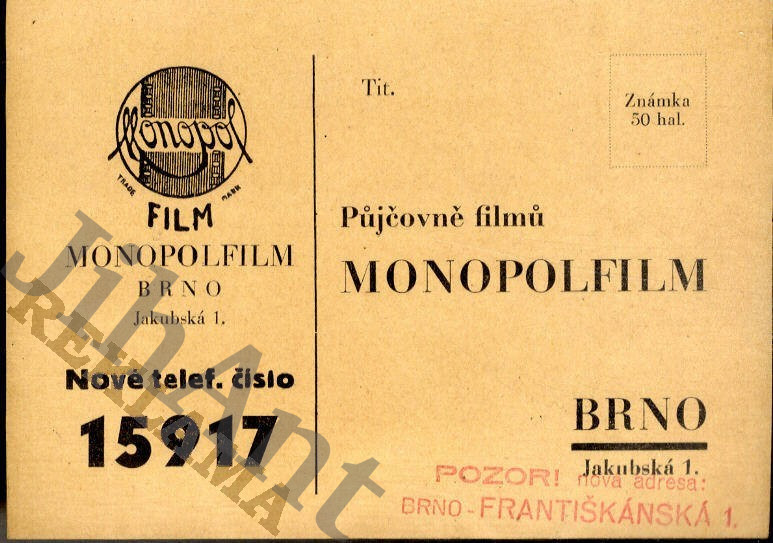 Monopol
TRADE MARK
FILM
MONOPOLFILM
BRNO
Jakubská 1.
Nové telef. číslo
15917
Tit.
Známka
50 hal.
Půjčovně filmů
MONOPOLFILM
BRNO
Jakubská 1.
POZOR! nová adresa:
BRNO-FRANTIŠKÁNSKÁ 1.
JihAnt
REKLAMA